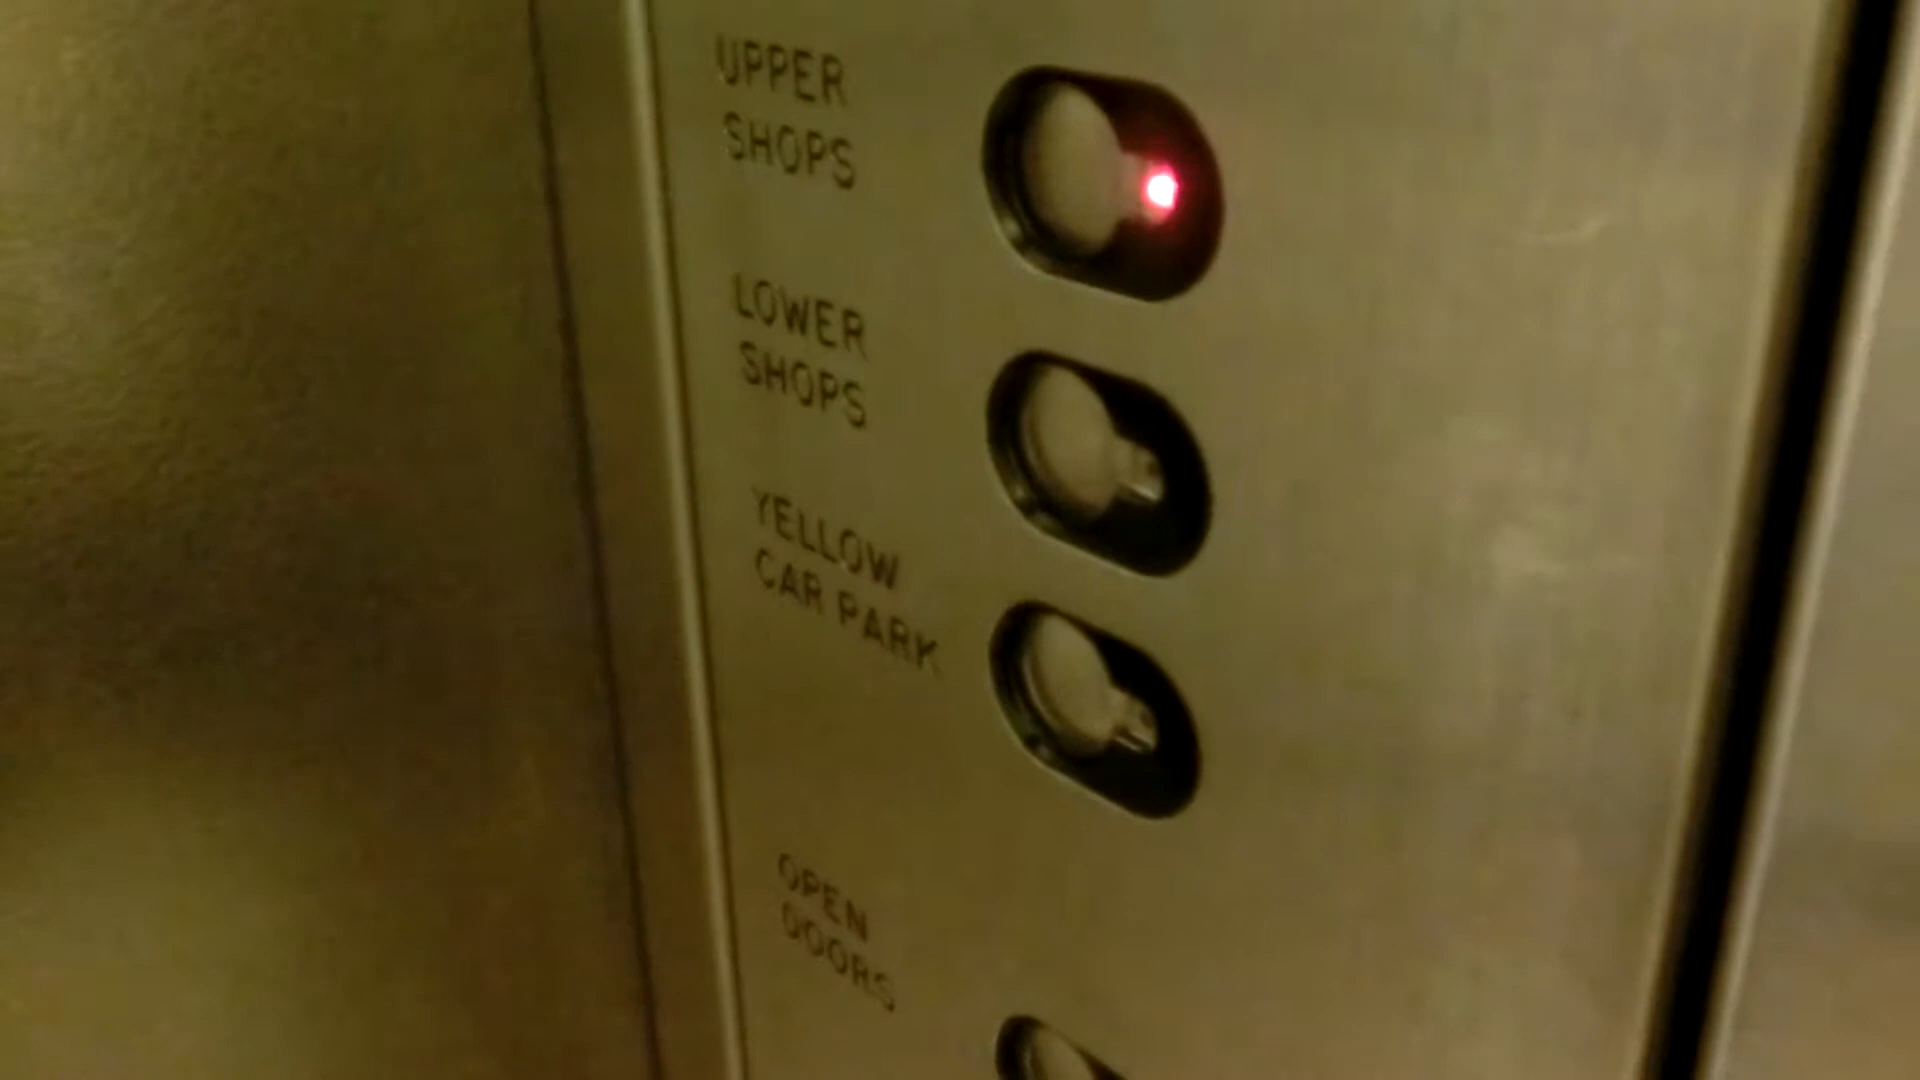 UPPER
SHOPS
LOWER
SHOPS
YELLOW
CAR PARK
OPEN
DOORS